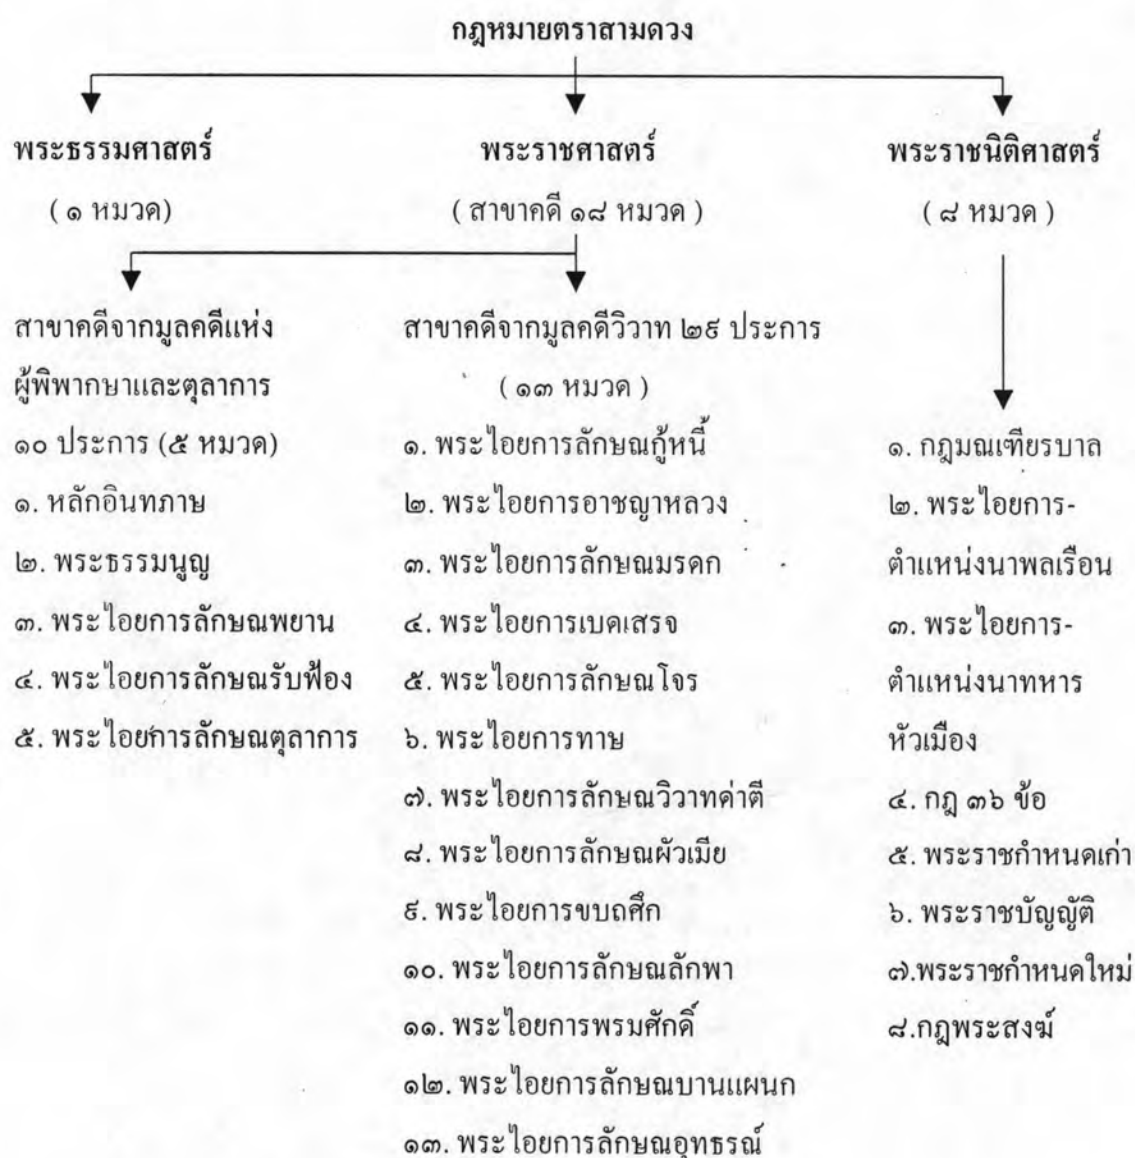 กฎหมายตราสามดวง
พระธรรมศาสตร์
( ๑ หมวด)
พระราชศาสตร์
( สาขาคดี ๑๘ หมวด )
พระราชนิติศาสตร์
( ๘ หมวด )
สาขาคดีจากมูลคดีแห่ง
ผู้พิพากษาและตุลาการ
๑๐ ประการ (๕ หมวด)
๑. หลักอินทภาษ
๒. พระธรรมนูญ
๓. พระไอยการลักษณพยาน
๔. พระไอยการลักษณรับฟ้อง
๕. พระไอยการลักษณตุลาการ
สาขาคดีจากมูลคดีวิวาท ๒๙ ประการ
( ๑๓ หมวด )
๑. พระไอยการลักษณกู้หนี้
๒. พระไอยการอาชญาหลวง
๓. พระไอยการลักษณมรดก
๔. พระไอยการเบดเสรจ
๕. พระไอยการลักษณโจร
๖. พระไอยการทาษ
๗. พระไอยการลักษณวิวาทด่าตี
๘. พระไอยการลักษณผัวเมีย
๙. พระไอยการขบถศึก
๑๐. พระไอยการลักษณลักพา
๑๑. พระไอยการพรมศักดิ์
๑๒. พระไอยการลักษณบานแผนก
๑๓. พระไอยการลักษณอุทธรณ์
๑. กฎมณเฑียรบาล
๒. พระไอยการ-
ตำแหน่งนาพลเรือน
๓. พระไอยการ-
ตำแหน่งนาทหาร
หัวเมือง
๔. กฎ ๓๖ ข้อ
๕. พระราชกำหนดเก่า
๖. พระราชบัญญัติ
๗.พระราชกำหนดใหม่
๘.กฎพระสงฆ์